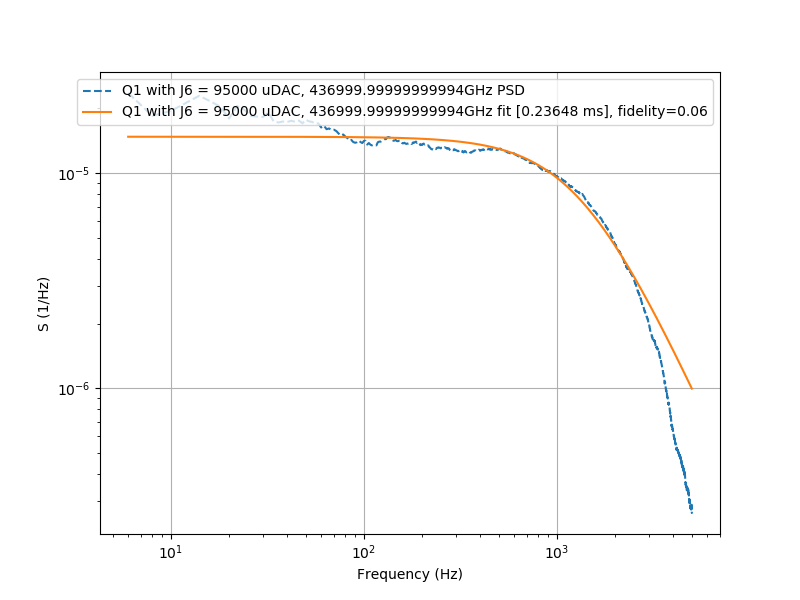 Q1 with J6 = 95000 uDAC, 436999.99999999994GHz PSD
Q1 with J6 = 95000 uDAC, 436999.99999999994GHz fit [0.23648 ms], fidelity=0.06
S (1/Hz)
10⁻⁵
10⁻⁶
10¹ 10² 10³
Frequency (Hz)